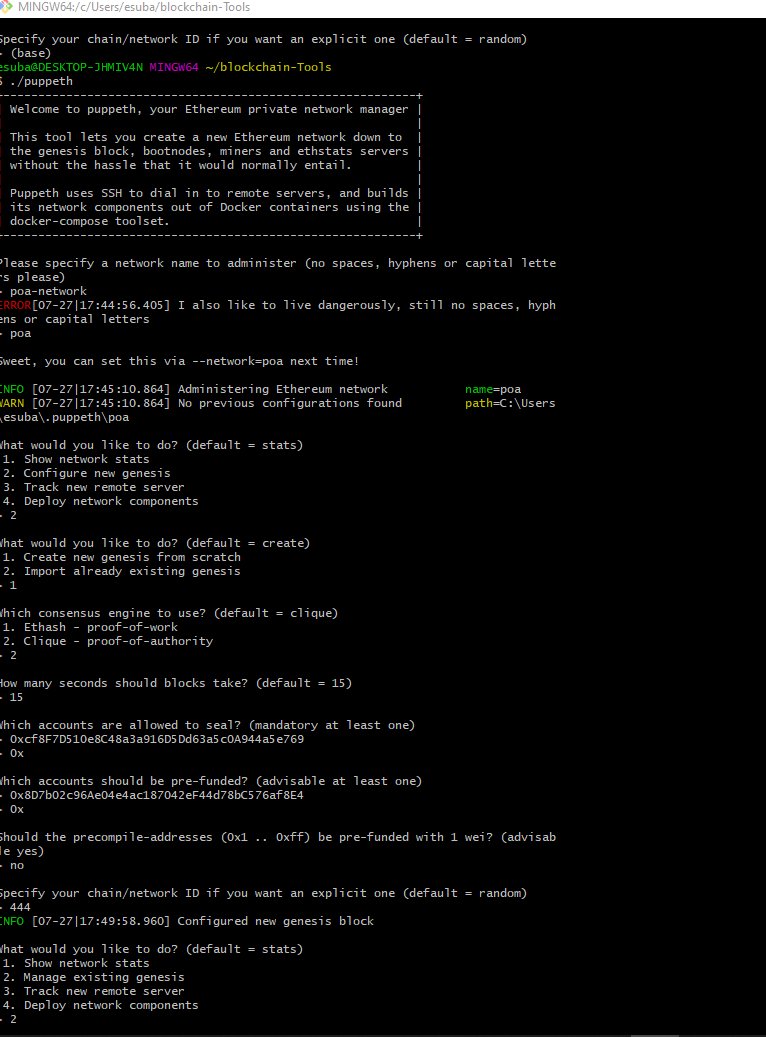 MINGW64:/c/Users/esuba/blockchain-Tools
Specify your chain/network ID if you want an explicit one (default = random)
> (base)
esuba@DESKTOP-JHMIV4N MINGW64 ~/blockchain-Tools
$ ./puppeth
+-----------------------------------------------------------+
| Welcome to puppeth, your Ethereum private network manager |
| |
| This tool lets you create a new Ethereum network down to |
| the genesis block, bootnodes, miners and ethstats servers |
| without the hassle that it would normally entail. |
| |
| Puppeth uses SSH to dial in to remote servers, and builds |
| its network components out of Docker containers using the |
| docker-compose toolset. |
+-----------------------------------------------------------+
Please specify a network name to administer (no spaces, hyphens or capital lette
rs please)
> poa-network
ERROR[07-27|17:44:56.405] I also like to live dangerously, still no spaces, hyph
ens or capital letters
> poa
Sweet, you can set this via --network=poa next time!
INFO [07-27|17:45:10.864] Administering Ethereum network name=poa
WARN [07-27|17:45:10.864] No previous configurations found path=C:\Users
\esuba\.puppeth\poa
What would you like to do? (default = stats)
1. Show network stats
2. Configure new genesis
3. Track new remote server
4. Deploy network components
> 2
What would you like to do? (default = create)
1. Create new genesis from scratch
2. Import already existing genesis
> 1
Which consensus engine to use? (default = clique)
1. Ethash - proof-of-work
2. Clique - proof-of-authority
> 2
How many seconds should blocks take? (default = 15)
> 15
Which accounts are allowed to seal? (mandatory at least one)
> 0xcf8F7D510e8C48a3a916D5Dd63a5c0A944a5e769
> 0x
Which accounts should be pre-funded? (advisable at least one)
> 0x8D7b02c96Ae04e4ac187042eF44d78bC576af8E4
> 0x
Should the precompile-addresses (0x1 .. 0xff) be pre-funded with 1 wei? (advisab
le yes)
> no
Specify your chain/network ID if you want an explicit one (default = random)
> 444
INFO [07-27|17:49:58.960] Configured new genesis block
What would you like to do? (default = stats)
1. Show network stats
2. Manage existing genesis
3. Track new remote server
4. Deploy network components
> 2